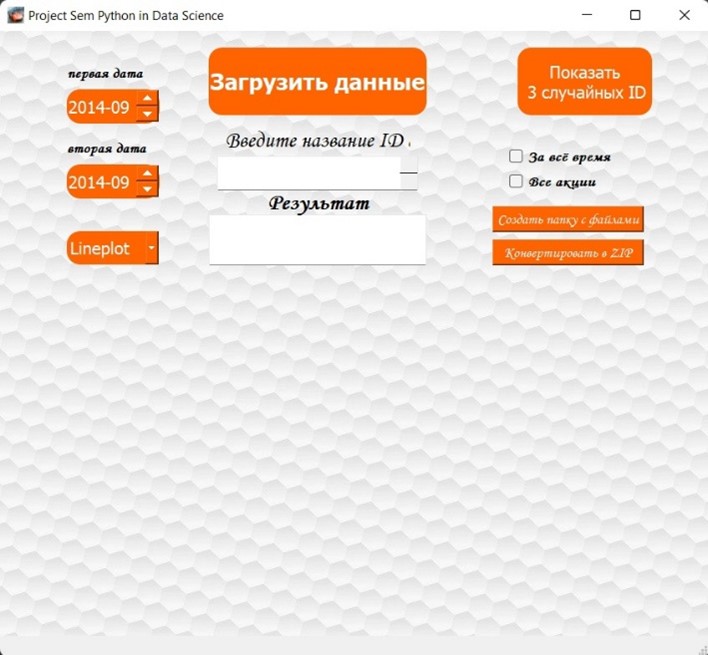 Project Sem Python in Data Science
первая дата
2014-09
вторая дата
2014-09
Lineplot
Загрузить данные
Введите название ID
Результат
Показать
3 случайных ID
За всё время
Все акции
Создать папку с файлами
Конвертировать в ZIP